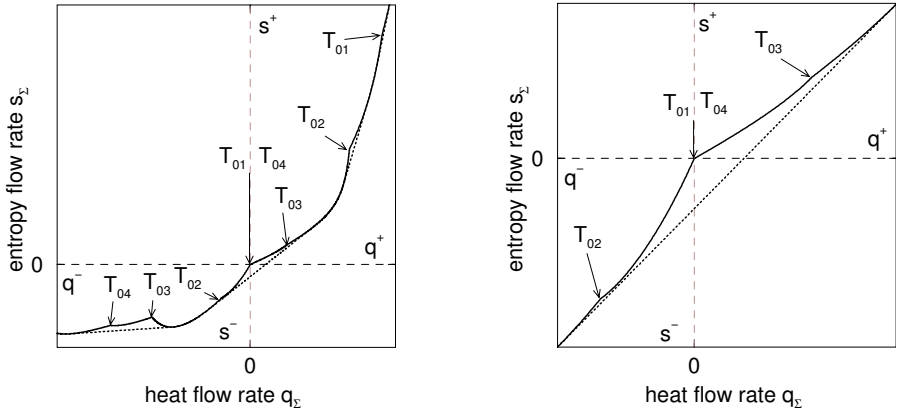 s⁺
T₀₁
T₀₂
T₀₁ T₀₄
T₀₃
q⁺
0
q⁻
T₀₄ T₀₃ T₀₂
s⁻
0
heat flow rate q_Σ
entropy flow rate s_Σ
s⁺
T₀₃
T₀₁ T₀₄
q⁺
0
q⁻
T₀₂
s⁻
0
heat flow rate q_Σ
entropy flow rate s_Σ